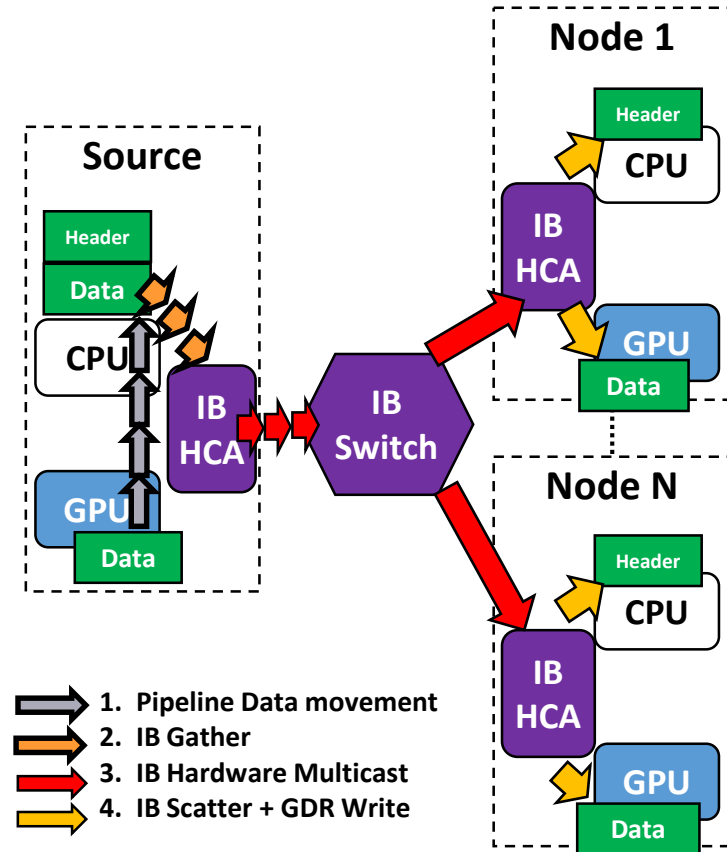 Source
Header
Data
CPU
IB
HCA
GPU
Data
IB
Switch
Node 1
Header
CPU
IB
HCA
GPU
Data
Node N
Header
CPU
IB
HCA
GPU
Data
1. Pipeline Data movement
2. IB Gather
3. IB Hardware Multicast
4. IB Scatter + GDR Write